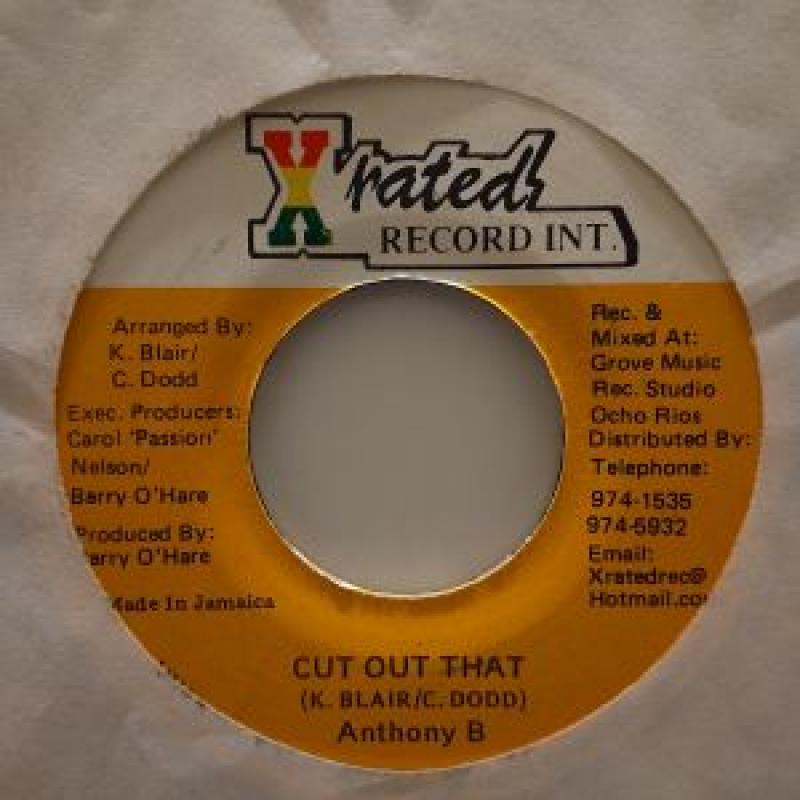 Xrated
RECORD INT.
Arranged By:
K. Blair/
C. Dodd
Exec. Producers:
Carol 'Passion'
Nelson/
Barry O'Hare
Produced By:
arry O'Hare
Made In Jamaica
Rec. &
Mixed At:
Grove Music
Rec. Studio
Ocho Rios
Distributed By:
Telephone:
974-1535
974-5932
Email:
Xratedrec@
Hotmail.co
CUT OUT THAT
(K. BLAIR/C. DODD)
Anthony B